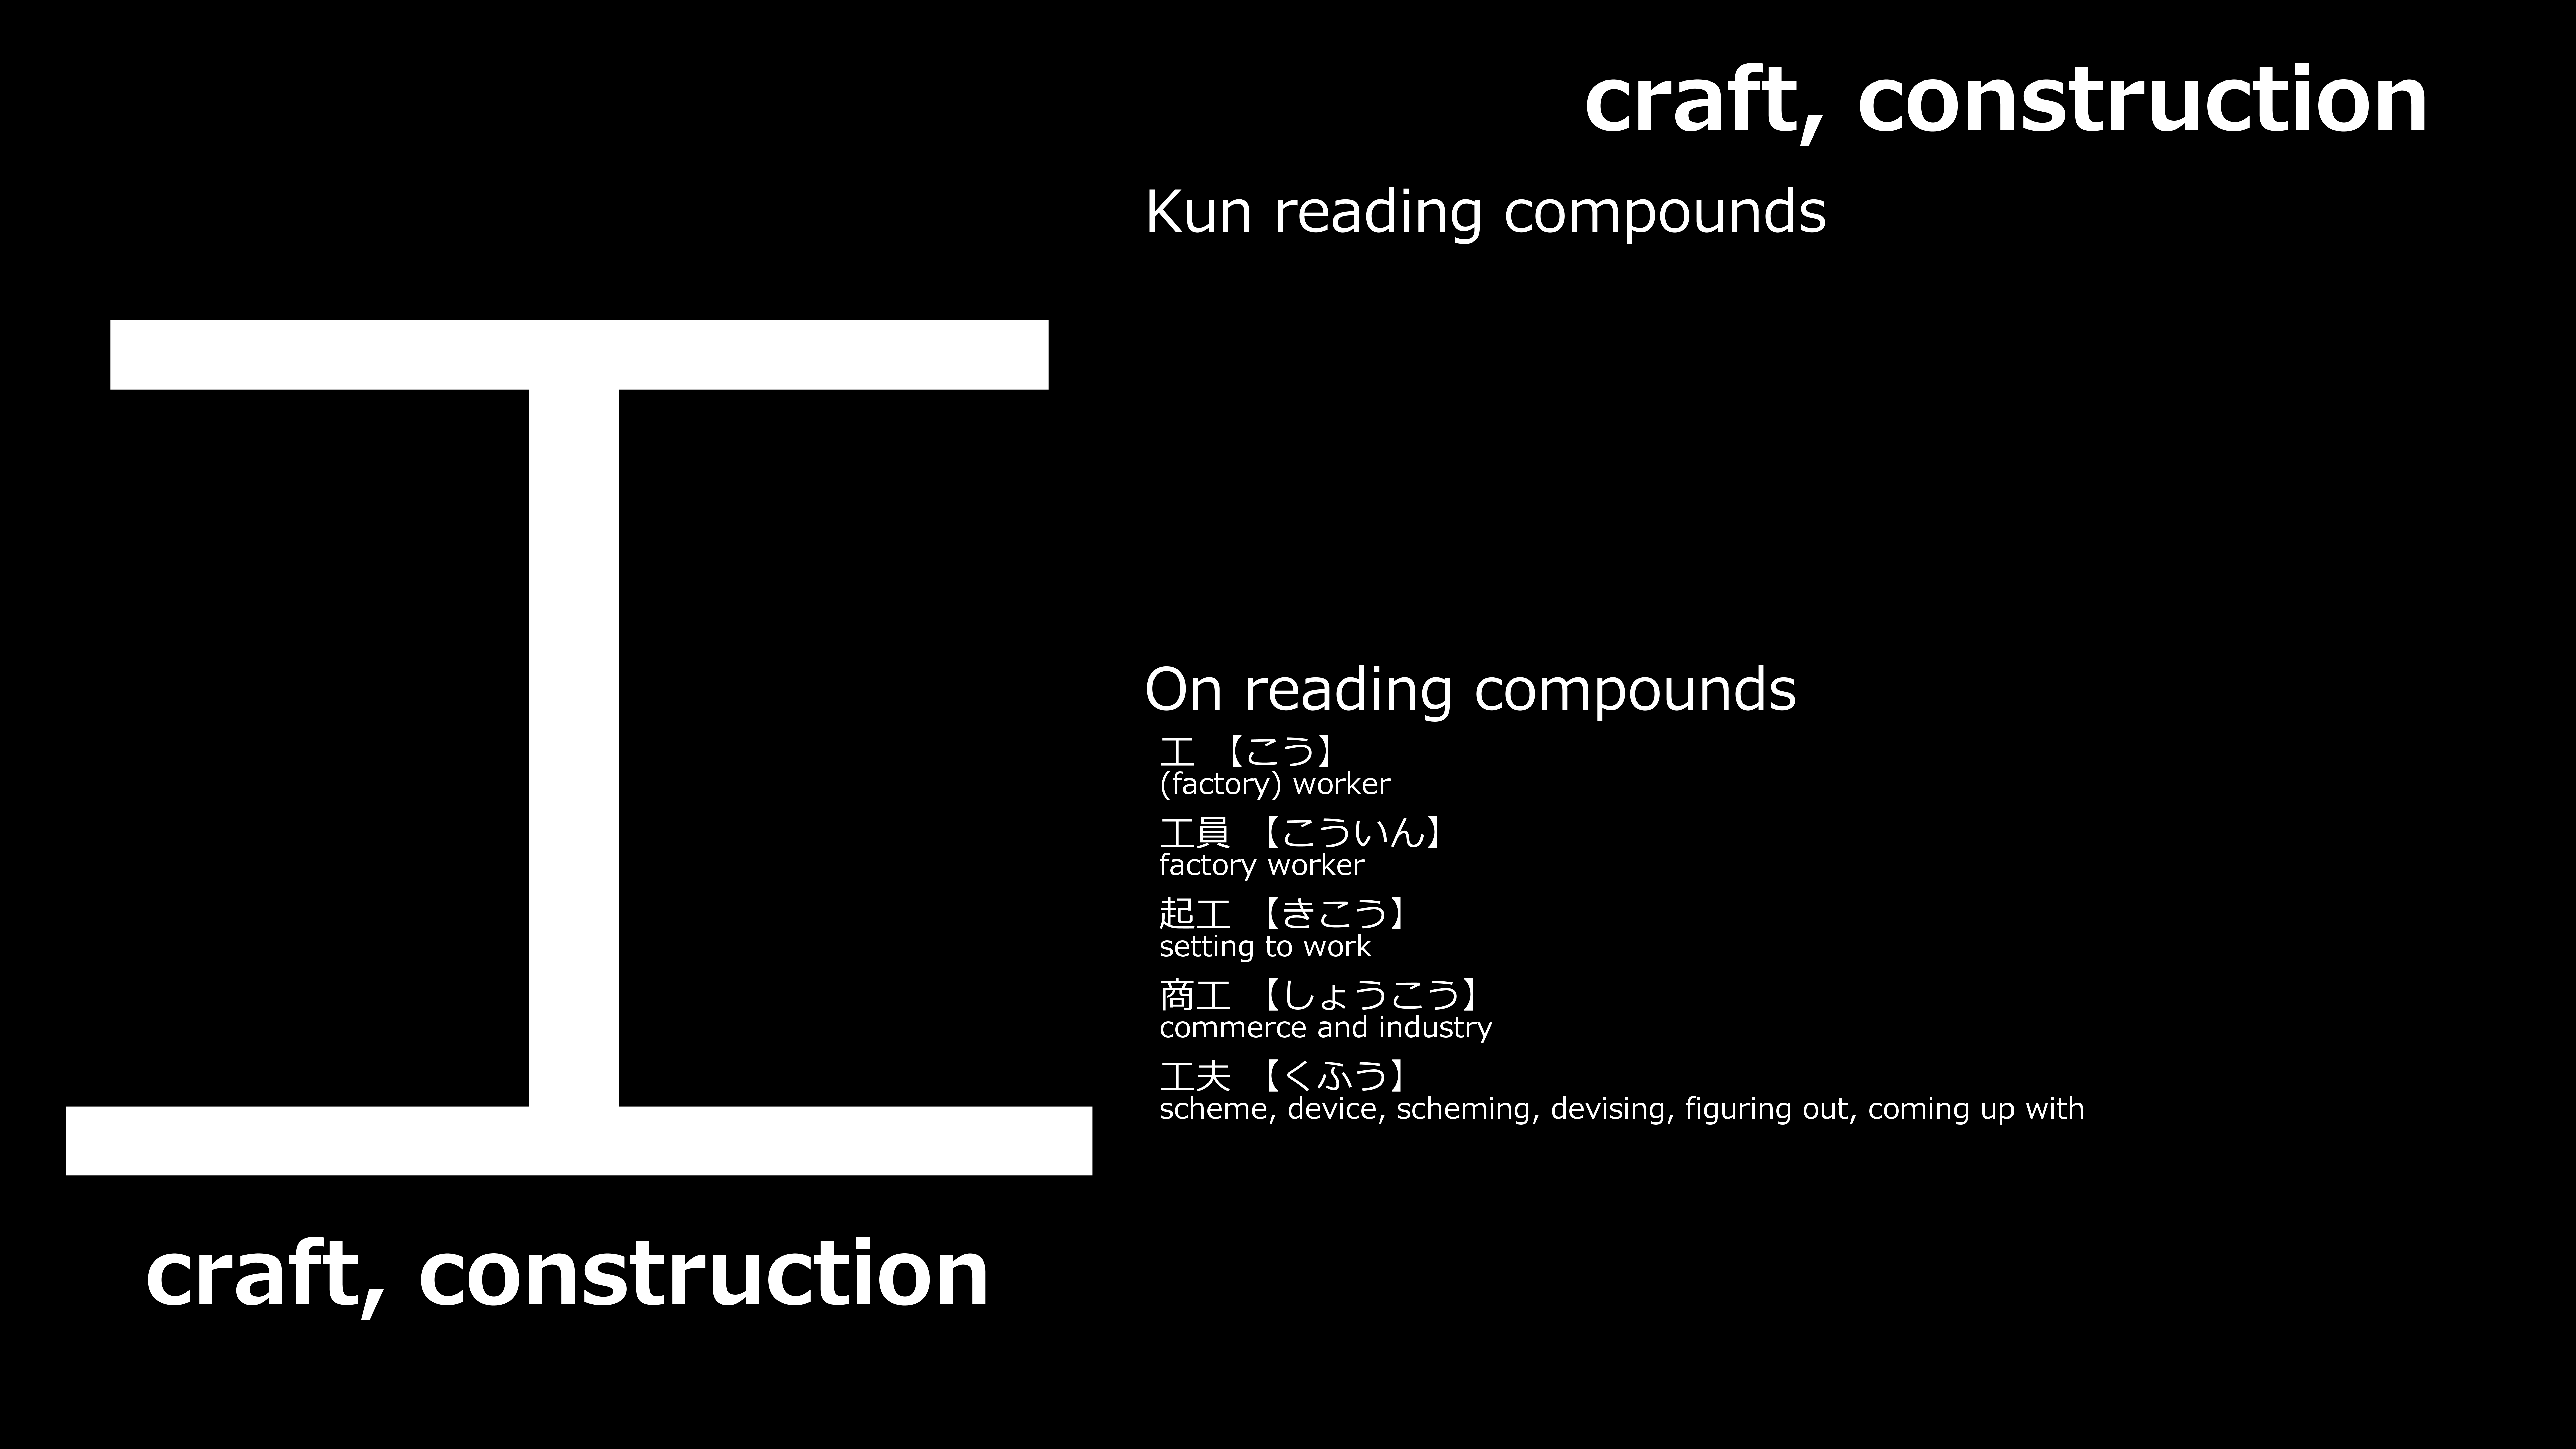 craft, construction
Kun reading compounds
工
On reading compounds
工 【こう】
(factory) worker
工員 【こういん】
factory worker
起工 【きこう】
setting to work
商工 【しょうこう】
commerce and industry
工夫 【くふう】
scheme, device, scheming, devising, figuring out, coming up with
craft, construction